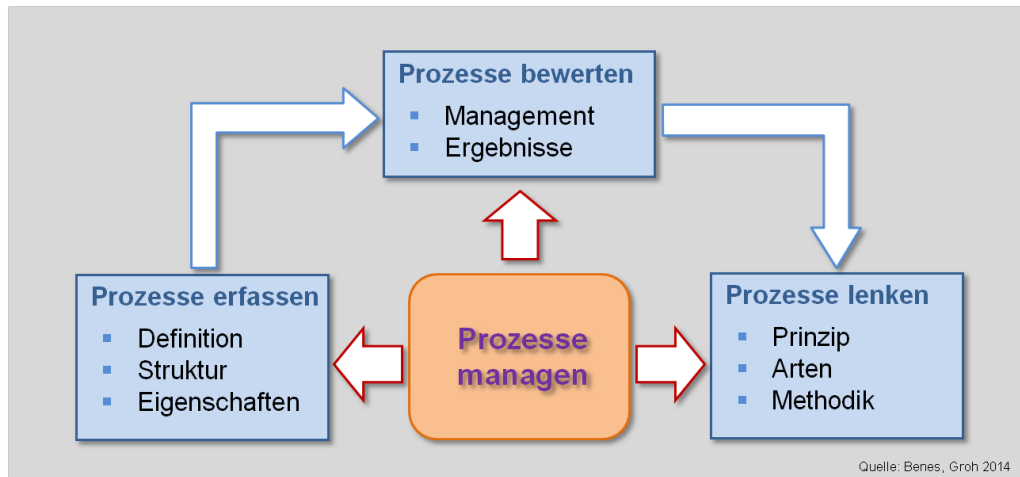 Prozesse bewerten
Management
Ergebnisse
Prozesse erfassen
Definition
Struktur
Eigenschaften
Prozesse
managen
Prozesse lenken
Prinzip
Arten
Methodik
Quelle: Benes, Groh 2014